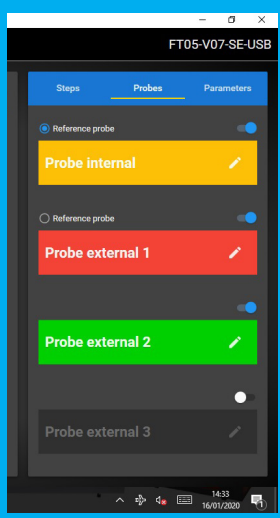 FT05-V07-SE-USB
Steps Probes Parameters
Reference probe
Probe internal
Reference probe
Probe external 1
Probe external 2
Probe external 3
14:33
16/01/2020
1